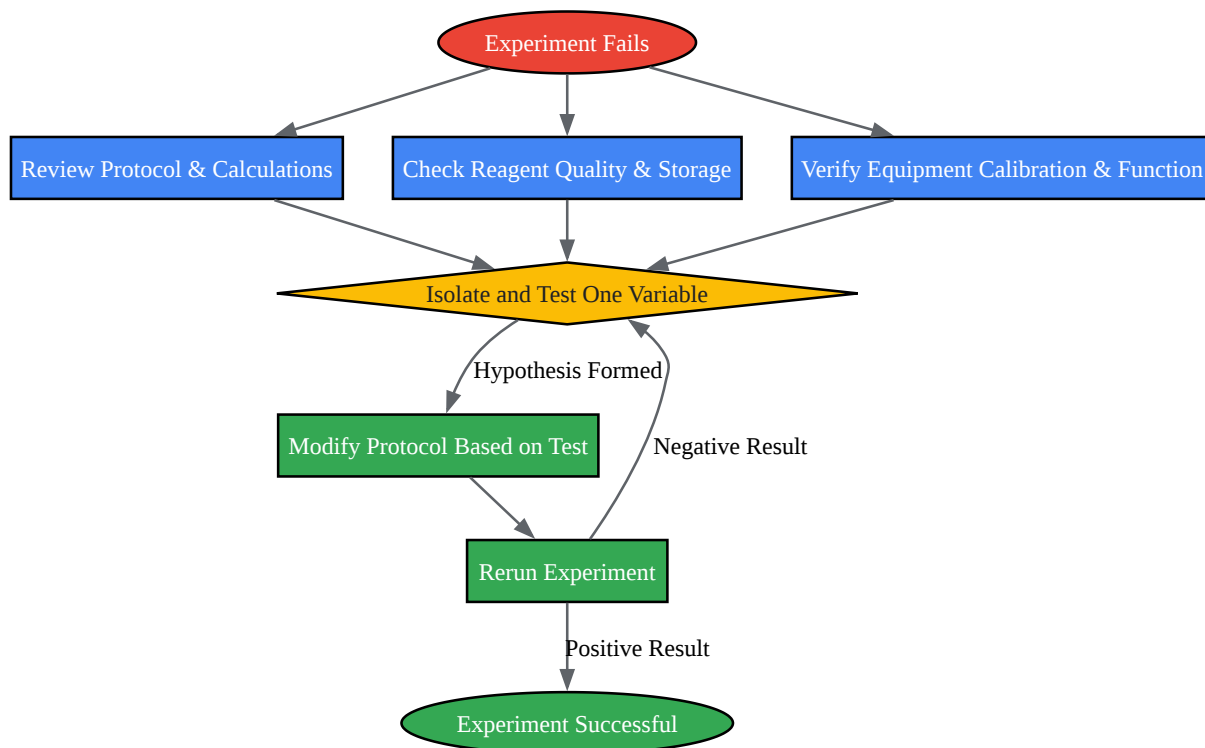 Experiment Fails
Review Protocol & Calculations
Check Reagent Quality & Storage
Verify Equipment Calibration & Function
Isolate and Test One Variable
Hypothesis Formed
Modify Protocol Based on Test
Negative Result
Rerun Experiment
Positive Result
Experiment Successful